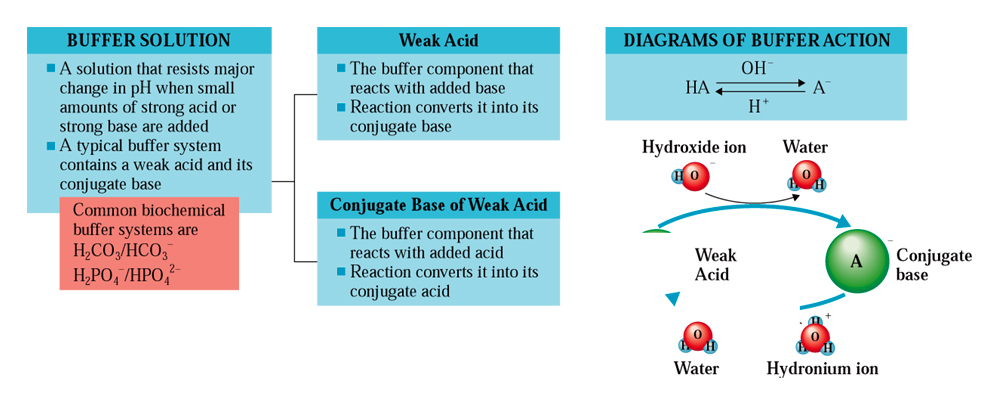 BUFFER SOLUTION
■ A solution that resists major
change in pH when small
amounts of strong acid or
strong base are added
■ A typical buffer system
contains a weak acid and its
conjugate base
Common biochemical
buffer systems are
H₂CO₃/HCO₃⁻
H₂PO₄⁻/HPO₄²⁻
Weak Acid
■ The buffer component that
reacts with added base
■ Reaction converts it into its
conjugate base
Conjugate Base of Weak Acid
■ The buffer component that
reacts with added acid
■ Reaction converts it into its
conjugate acid
DIAGRAMS OF BUFFER ACTION
OH⁻
HA A⁻
H⁺
Hydroxide ion Water
H O ⁻
O
H H
Weak
Acid
A ⁻
Conjugate
base
O
H H
H +
O
H H
Water Hydronium ion